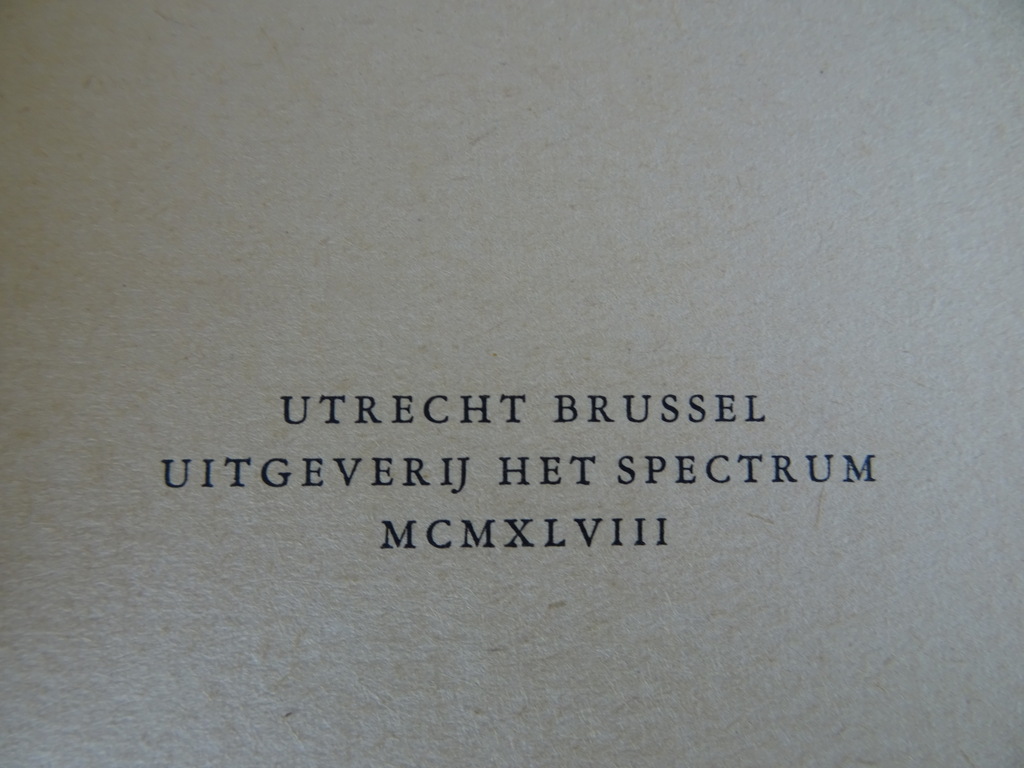 UTRECHT BRUSSEL
UITGEVERIJ HET SPECTRUM
MCMXLVIII